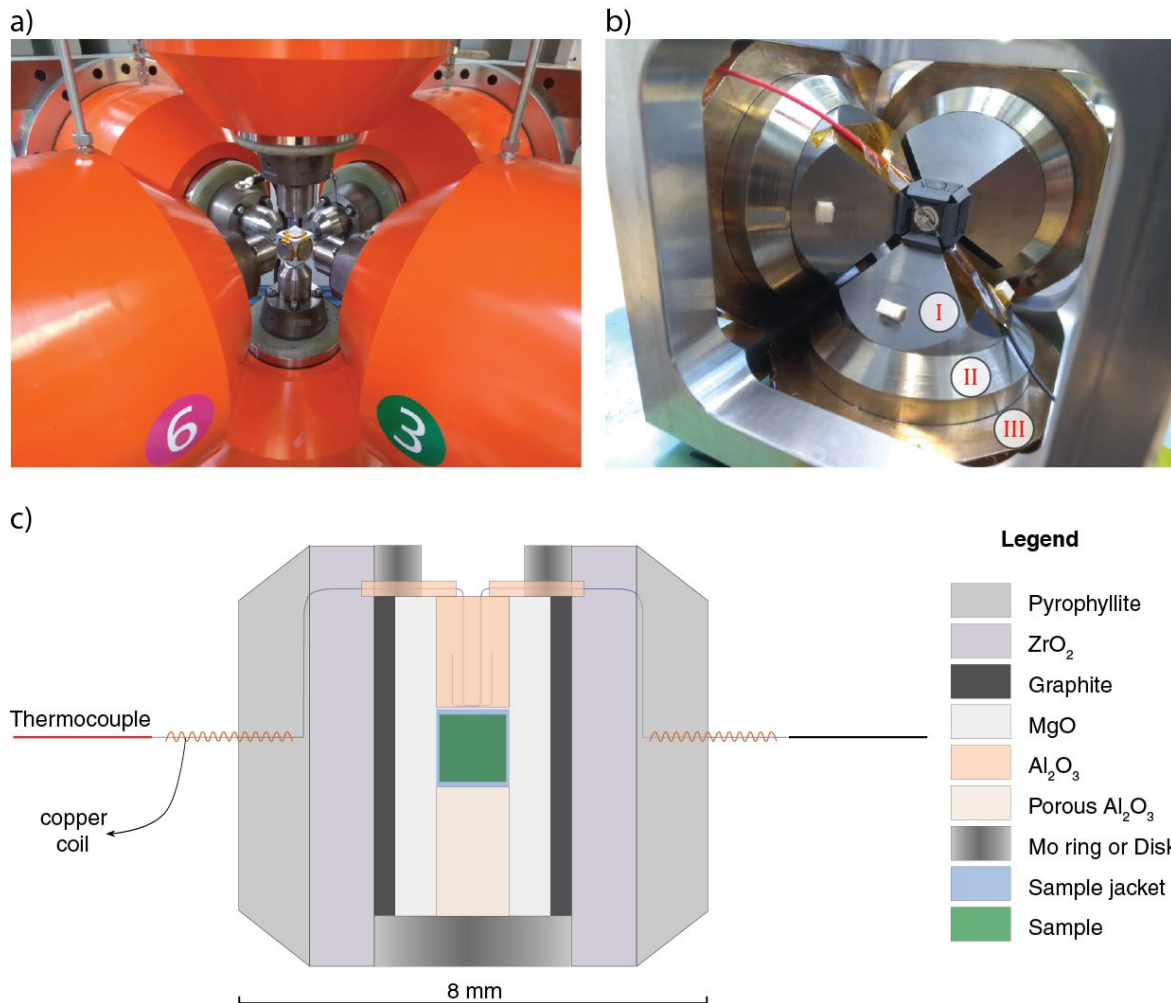 a)
b)
6
3
I
II
III
c)
Legend
Pyrophyllite
ZrO₂
Graphite
MgO
Al₂O₃
Porous Al₂O₃
Mo ring or Disk
Sample jacket
Sample
Thermocouple
copper
coil
8 mm